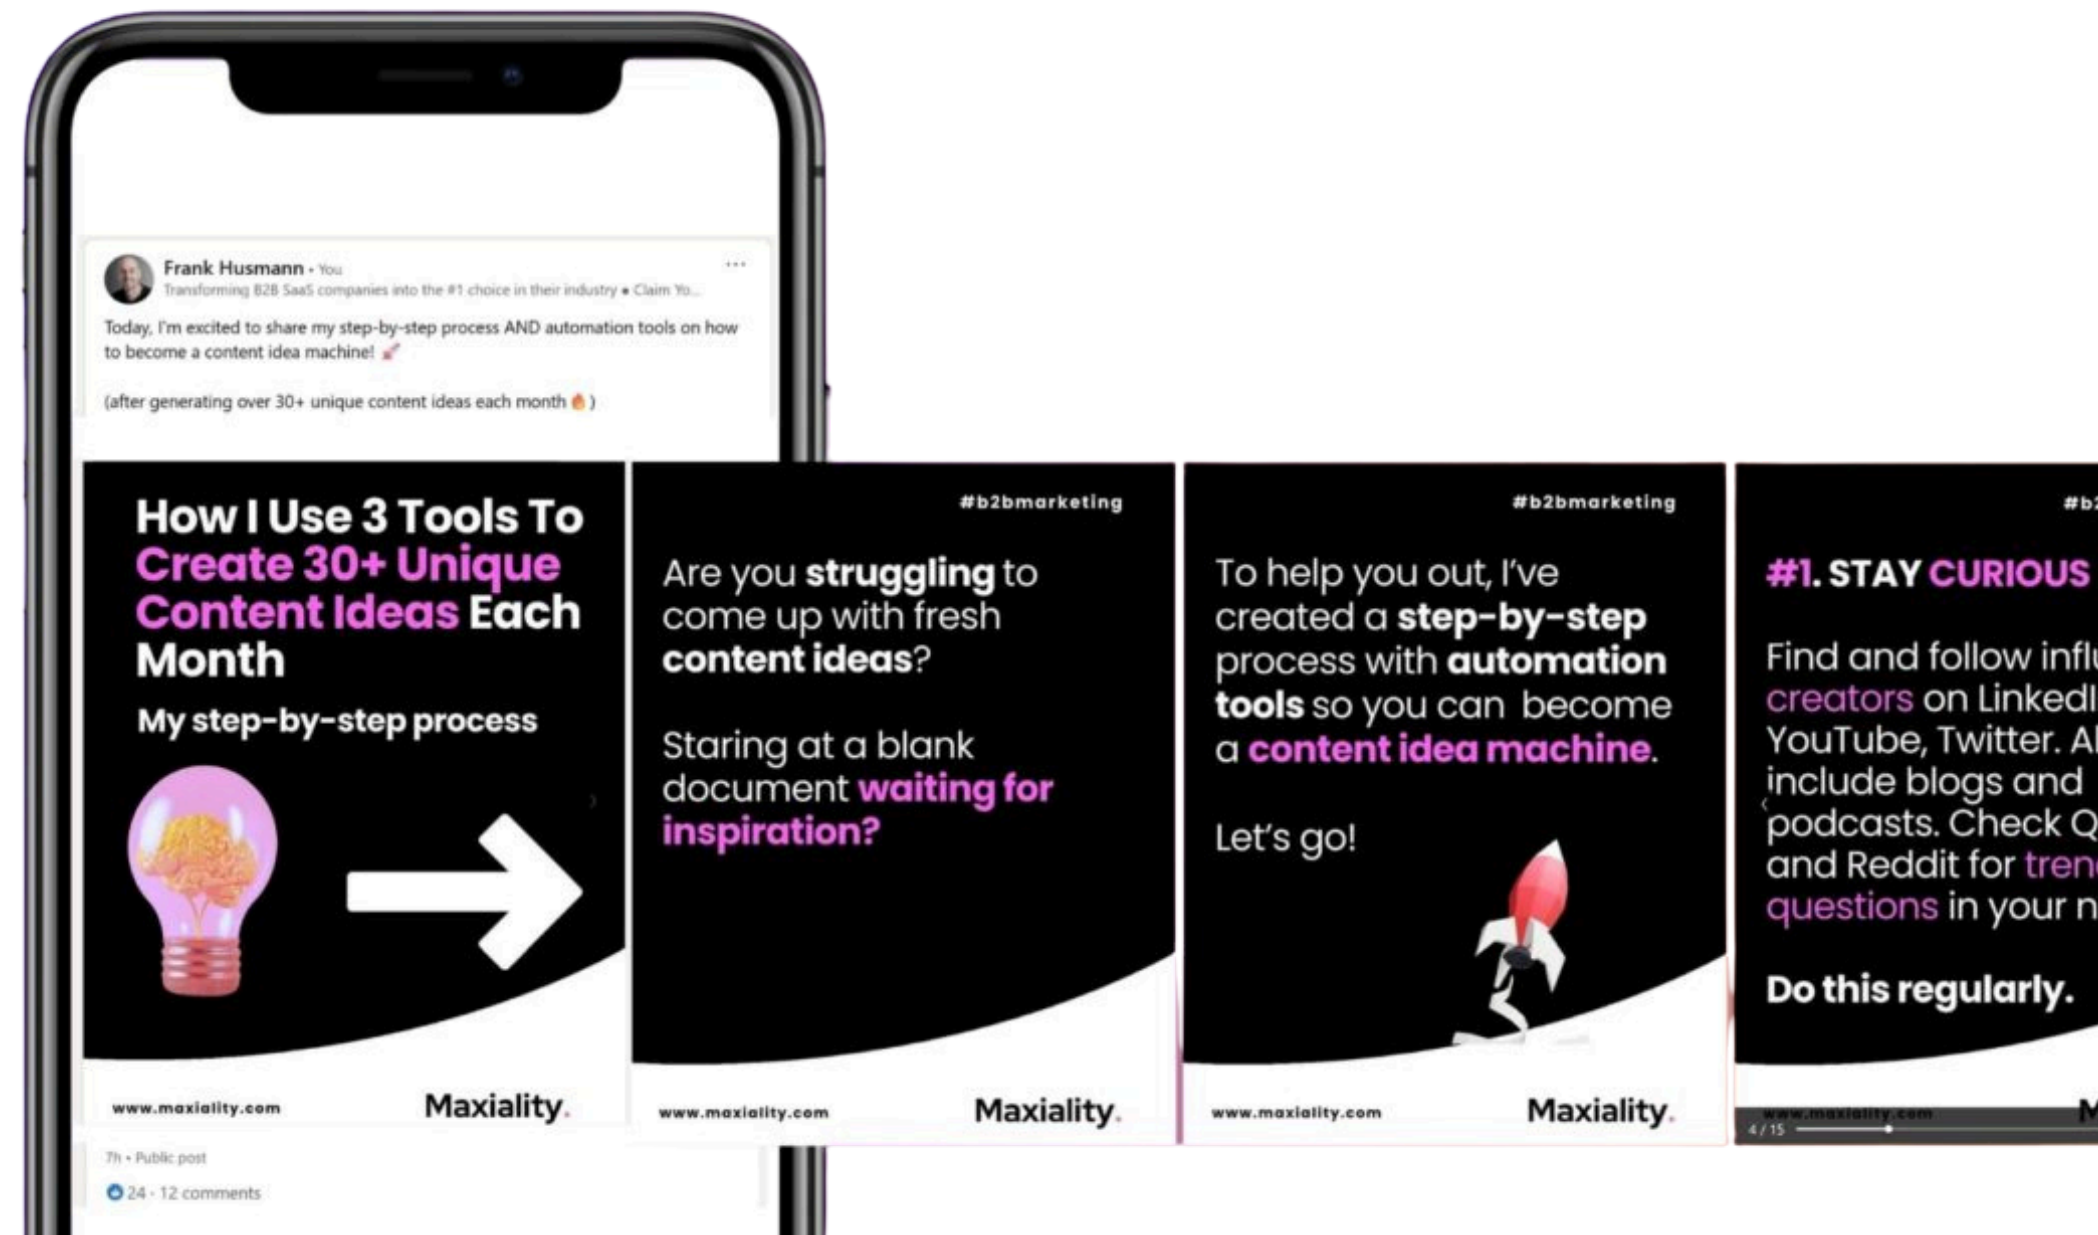 Frank Husmann • You
...
Transforming B2B SaaS companies into the #1 choice in their industry ● Claim Yo...
Today, I'm excited to share my step-by-step process AND automation tools on how
to become a content idea machine! 🚀
(after generating over 30+ unique content ideas each month 🔥)
How I Use 3 Tools To
Create 30+ Unique
Content Ideas Each
Month
My step-by-step process
www.maxiality.com
Maxiality.
#b2bmarketing
Are you struggling to
come up with fresh
content ideas?
Staring at a blank
document waiting for
inspiration?
www.maxiality.com
Maxiality.
#b2bmarketing
To help you out, I've
created a step-by-step
process with automation
tools so you can become
a content idea machine.
Let's go!
www.maxiality.com
Maxiality.
#1. STAY CURIOUS
Find and follow
creators on
YouTube, Twitter.
include blogs and
podcasts. Check
and Reddit for
questions in your
Do this regularly.
www.maxiality.com
4 / 15
7h • Public post
24 · 12 comments